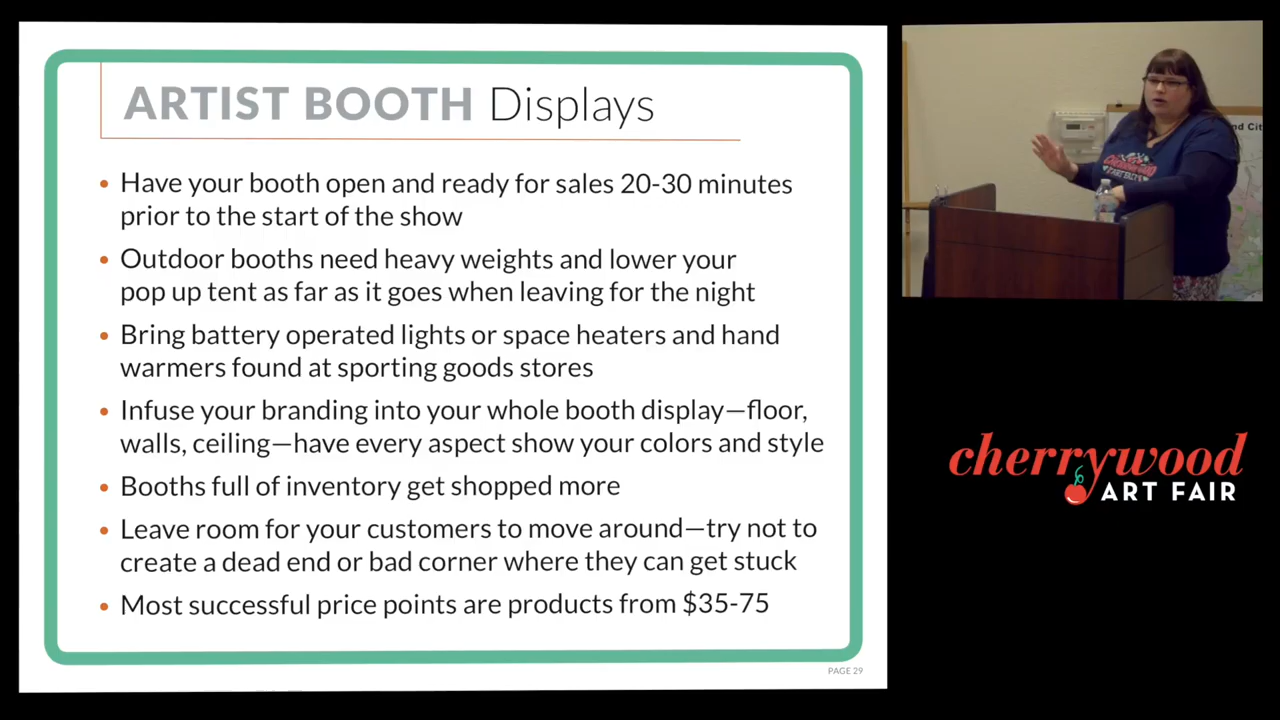 ARTIST BOOTH Displays
• Have your booth open and ready for sales 20-30 minutes
prior to the start of the show
• Outdoor booths need heavy weights and lower your
pop up tent as far as it goes when leaving for the night
• Bring battery operated lights or space heaters and hand
warmers found at sporting goods stores
• Infuse your branding into your whole booth display—floor,
walls, ceiling—have every aspect show your colors and style
• Booths full of inventory get shopped more
• Leave room for your customers to move around—try not to
create a dead end or bad corner where they can get stuck
• Most successful price points are products from $35-75
PAGE 29
nd Cit
cherrywood
ART FAIR